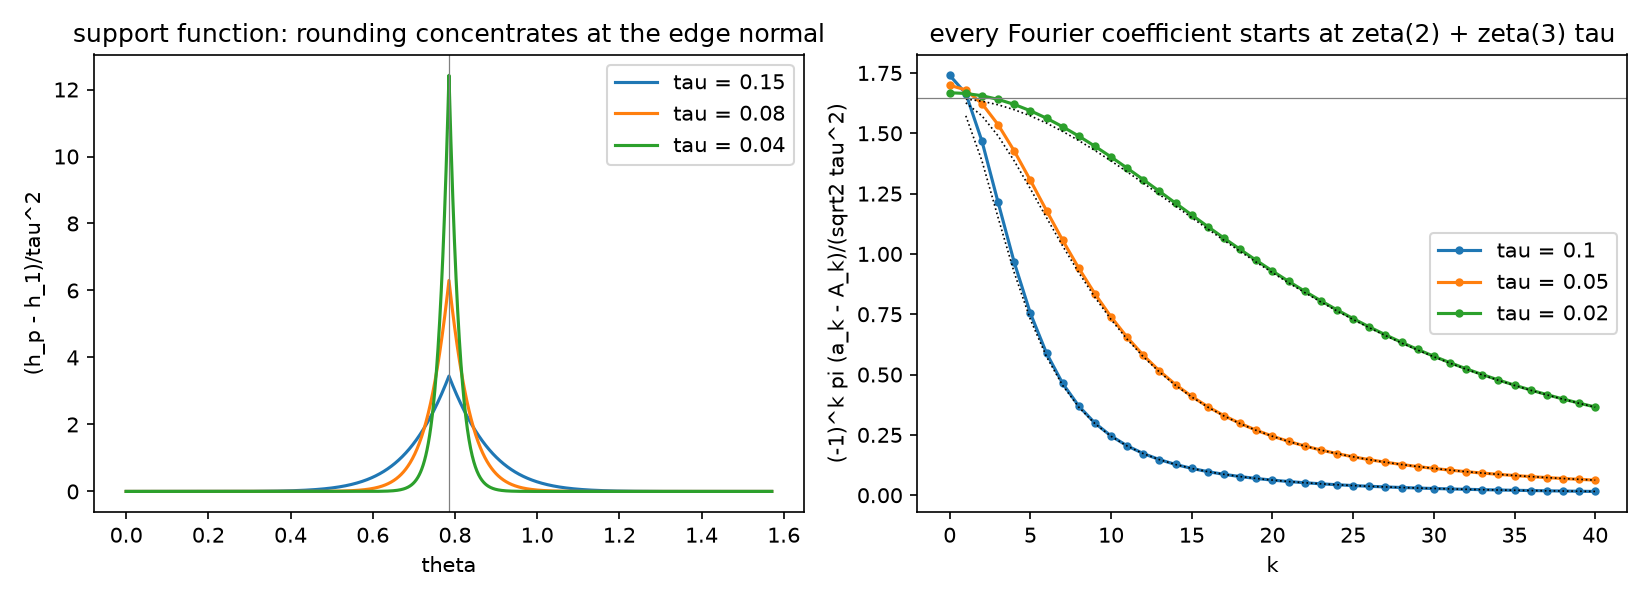 support function: rounding concentrates at the edge normal
(h_p - h_1)/tau^2
12
10
8
6
4
2
0
tau = 0.15
tau = 0.08
tau = 0.04
0.0 0.2 0.4 0.6 0.8 1.0 1.2 1.4 1.6
theta
every Fourier coefficient starts at zeta(2) + zeta(3) tau
(-1)^k pi (a_k - A_k)/(sqrt2 tau^2)
1.75
1.50
1.25
1.00
0.75
0.50
0.25
0.00
tau = 0.1
tau = 0.05
tau = 0.02
0 5 10 15 20 25 30 35 40
k